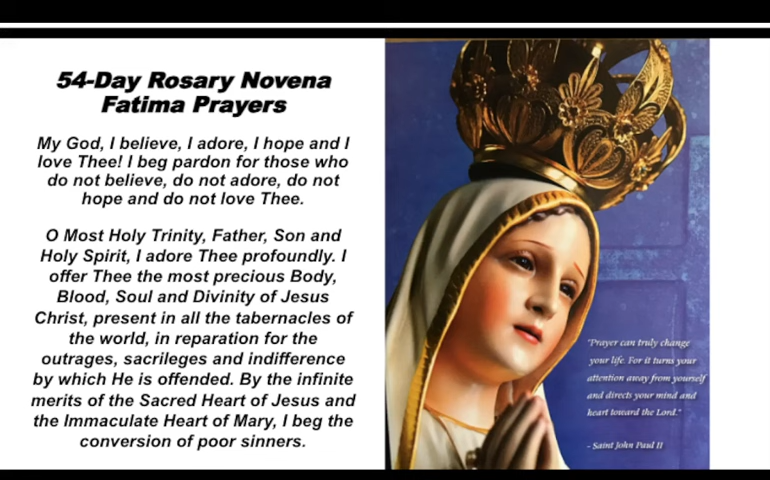 54-Day Rosary Novena
Fatima Prayers
My God, I believe, I adore, I hope and I
love Thee! I beg pardon for those who
do not believe, do not adore, do not
hope and do not love Thee.
O Most Holy Trinity, Father, Son and
Holy Spirit, I adore Thee profoundly. I
offer Thee the most precious Body,
Blood, Soul and Divinity of Jesus
Christ, present in all the tabernacles of
the world, in reparation for the
outrages, sacrileges and indifference
by which He is offended. By the infinite
merits of the Sacred Heart of Jesus and
the Immaculate Heart of Mary, I beg the
conversion of poor sinners.
"Prayer can truly change
your life. For it turns your
attention away from yourself
and directs your mind and
heart toward the Lord."
- Saint John Paul II